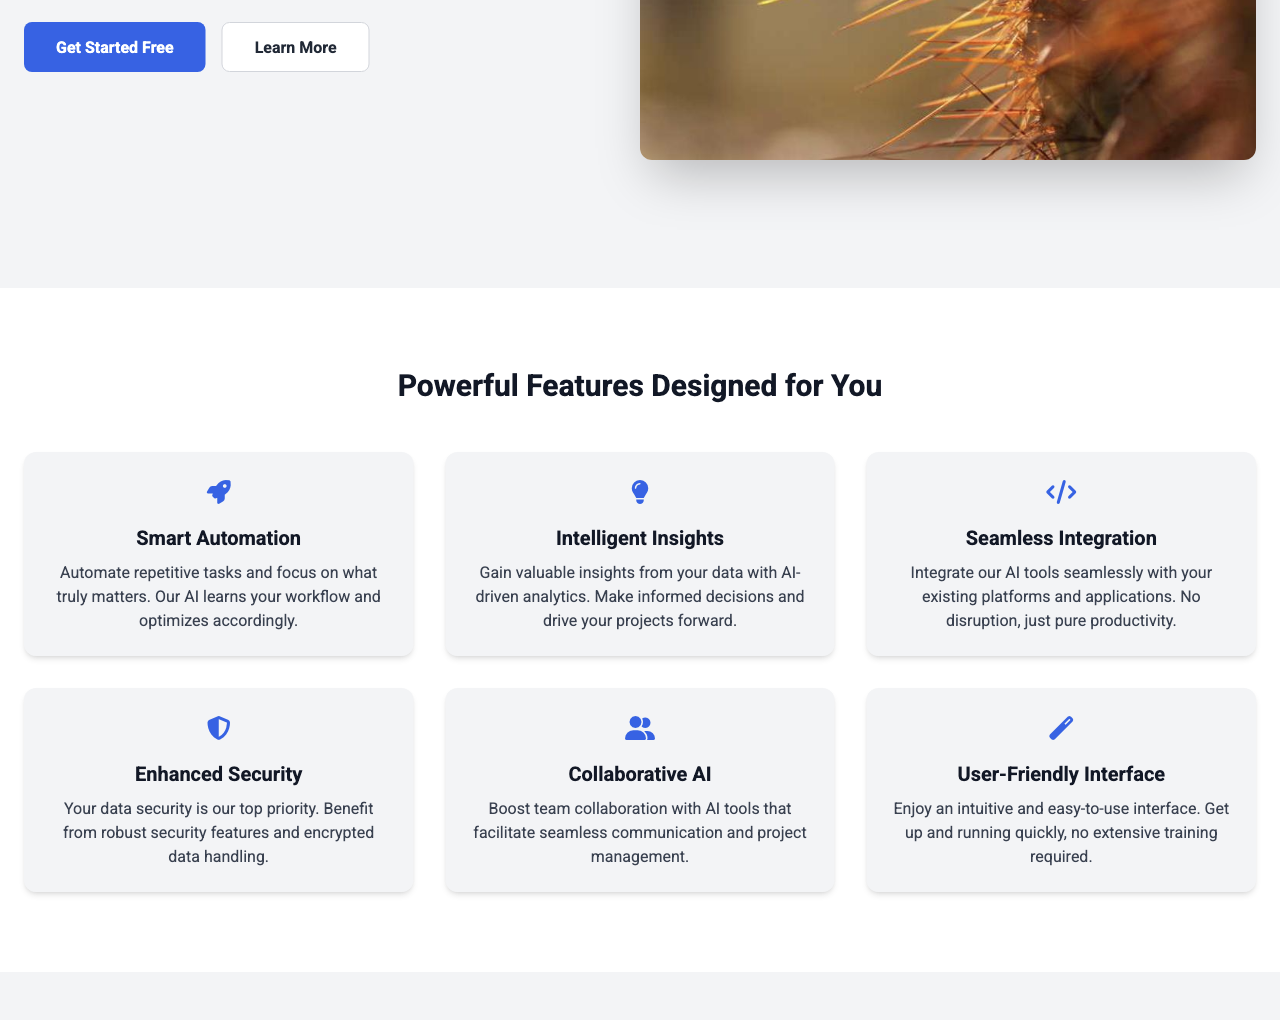 Get Started Free
Learn More
Powerful Features Designed for You
Smart Automation
Automate repetitive tasks and focus on what
truly matters. Our AI learns your workflow and
optimizes accordingly.
Intelligent Insights
Gain valuable insights from your data with AI-
driven analytics. Make informed decisions and
drive your projects forward.
Seamless Integration
Integrate our AI tools seamlessly with your
existing platforms and applications. No
disruption, just pure productivity.
Enhanced Security
Your data security is our top priority. Benefit
from robust security features and encrypted
data handling.
Collaborative AI
Boost team collaboration with AI tools that
facilitate seamless communication and project
management.
User-Friendly Interface
Enjoy an intuitive and easy-to-use interface. Get
up and running quickly, no extensive training
required.